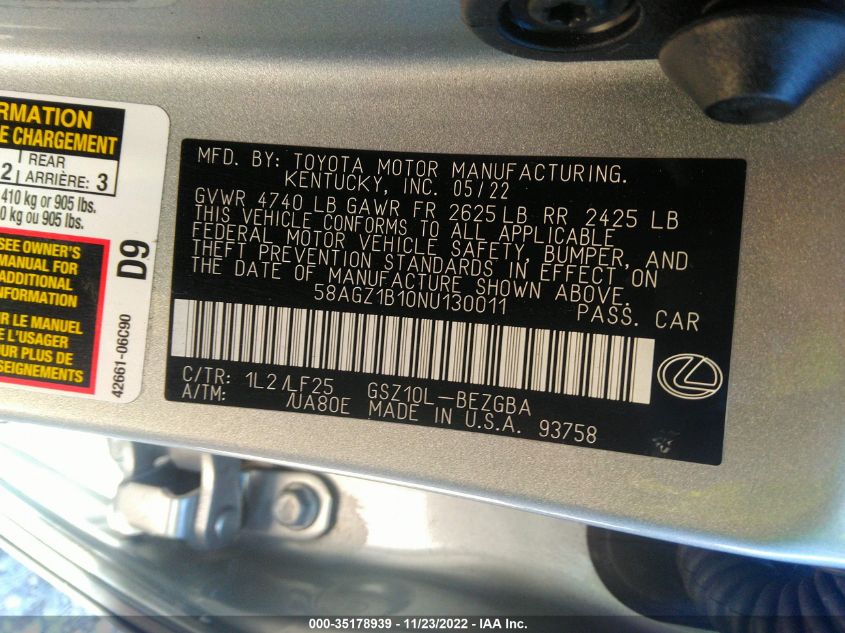 RMATION
E CHARGEMENT
2 REAR
ARRIÈRE: 3
410 kg or 905 lbs.
0 kg ou 905 lbs.
SEE OWNER'S
MANUAL FOR
ADDITIONAL
INFORMATION
R LE MANUEL
E L'USAGER
OUR PLUS DE
SEIGNEMENTS
D9
42661-06C90
MFD. BY: TOYOTA MOTOR MANUFACTURING.
KENTUCKY, INC. 05/22
GVWR 4740 LB GAWR FR 2625 LB RR 2425 LB
THIS VEHICLE CONFORMS TO ALL APPLICABLE
FEDERAL MOTOR VEHICLE SAFETY, BUMPER, AND
THEFT PREVENTION STANDARDS IN EFFECT ON
THE DATE OF MANUFACTURE SHOWN ABOVE.
58AGZ1B10NU130011 PASS. CAR
C/TR: 1L2/LF25 GSZ10L-BEZGBA
A/TM: /UA80E MADE IN U.S.A. 93758
000-35178939 - 11/23/2022 - IAA Inc.